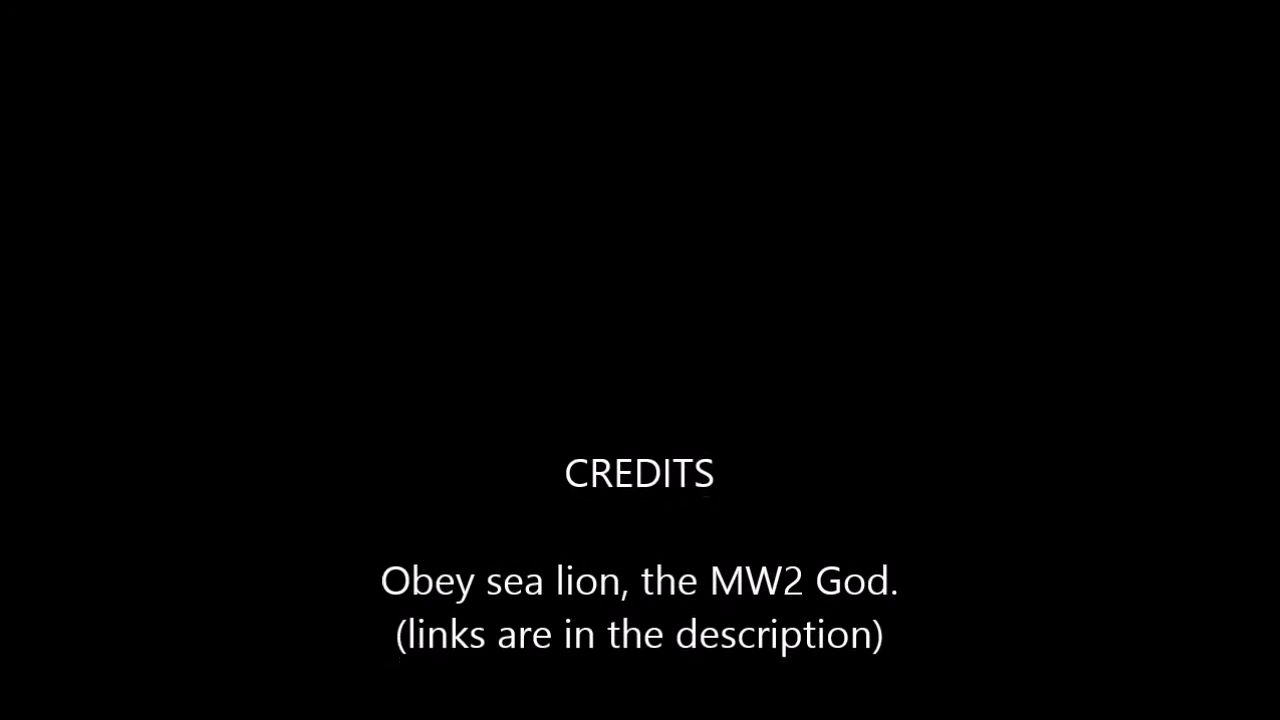 CREDITS
Obey sea lion, the MW2 God.
(links are in the description)